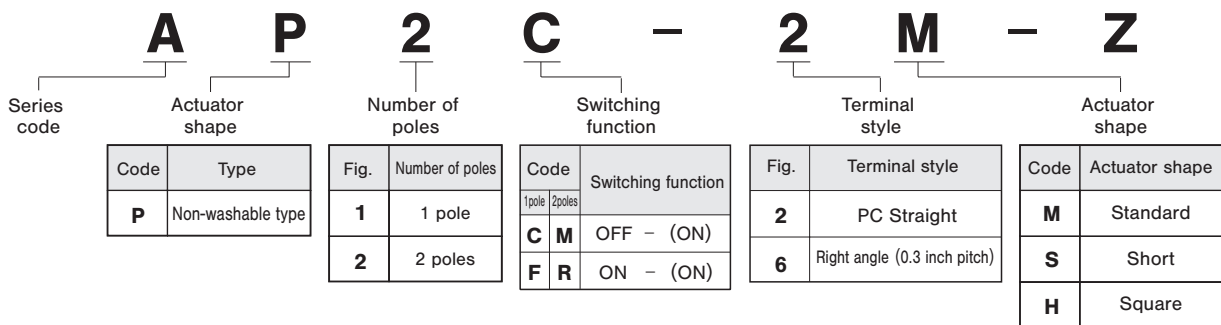 A P 2 C - 2 M - Z
Series
code
Actuator
shape
Number of
poles
Switching
function
Terminal
style
Actuator
shape
Code Type
P Non-washable type
Fig. Number of poles
1 1 pole
2 2 poles
Code Switching function
1pole 2poles
C M OFF - (ON)
F R ON - (ON)
Fig. Terminal style
2 PC Straight
6 Right angle (0.3 inch pitch)
Code Actuator shape
M Standard
S Short
H Square